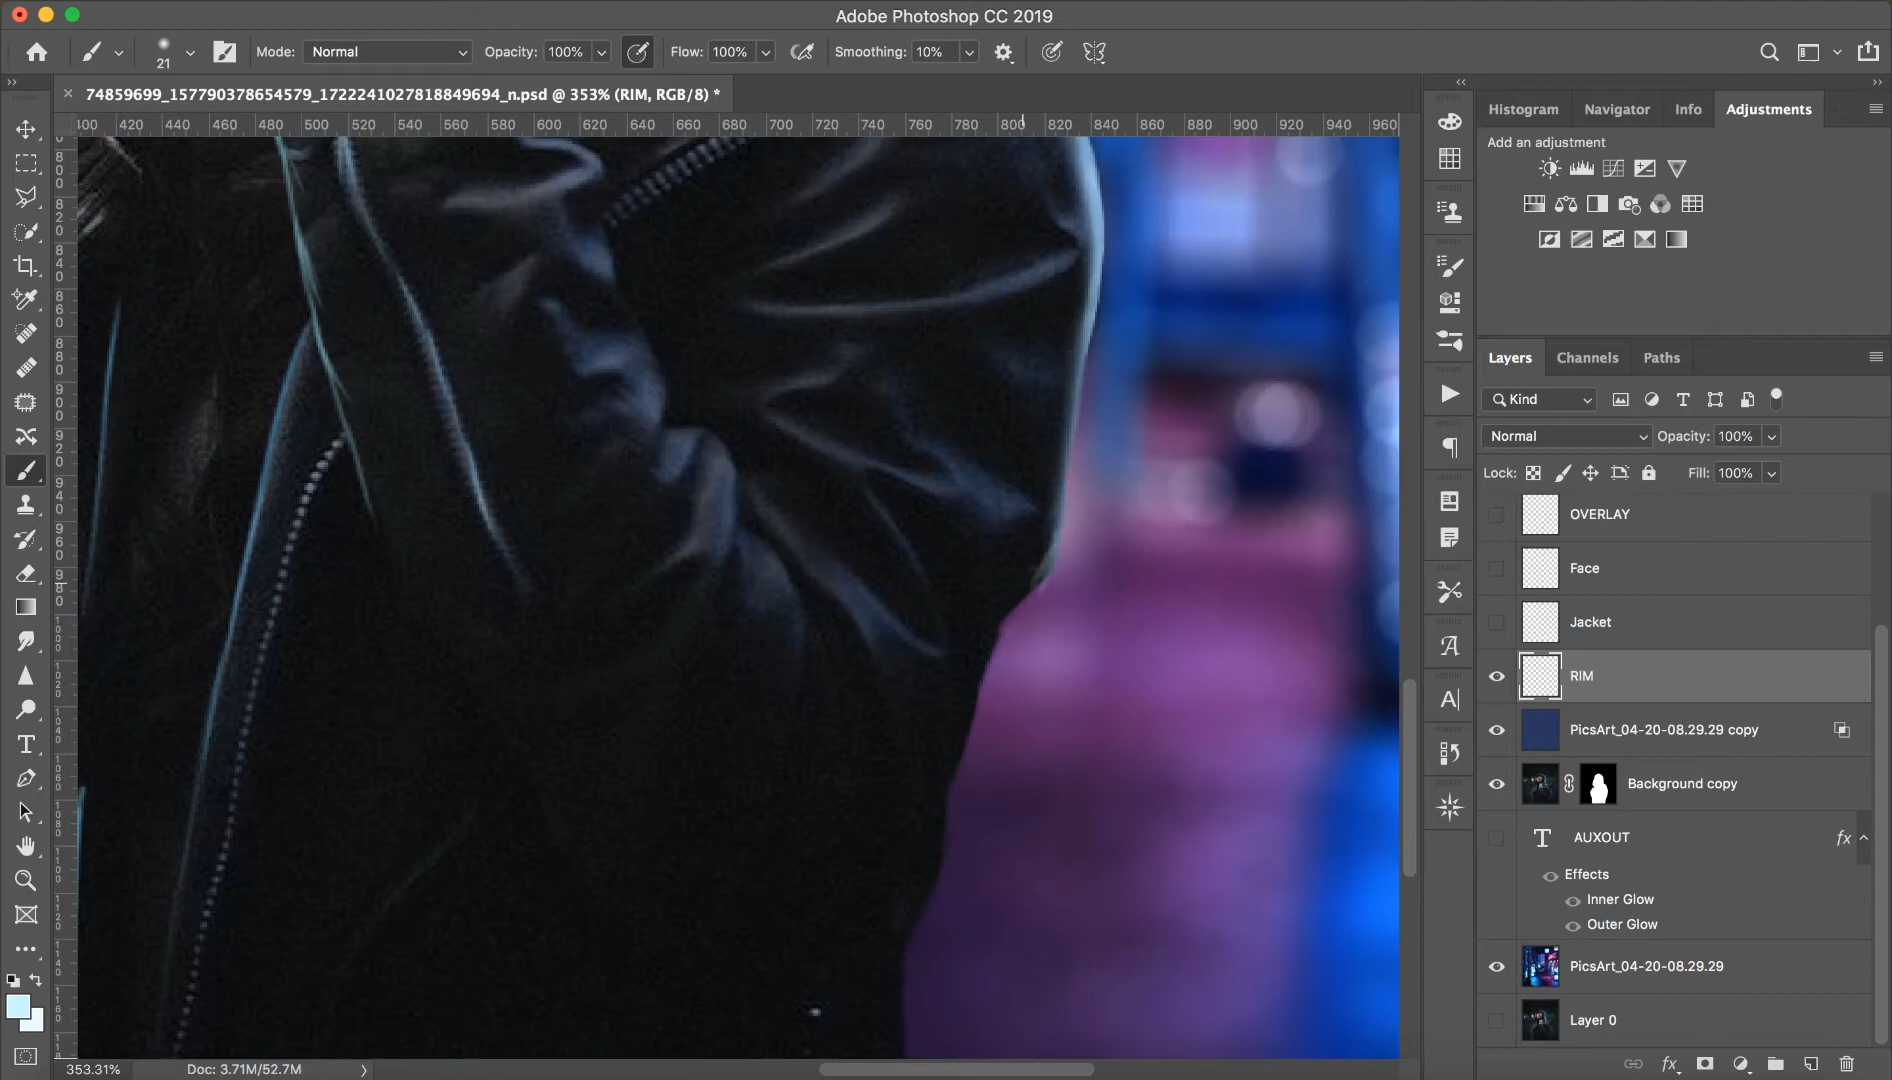 Adobe Photoshop CC 2019
21
Mode: Normal
Opacity: 100%
Flow: 100%
Smoothing: 10%
74859699_157790378654579_1722241027818849694_n.psd @ 353% (RIM, RGB/8) *
400 420 440 460 480 500 520 540 560 580 600 620 640 660 680 700 720 740 760 780 800 820 840 860 880 900 920 940 960
Histogram Navigator Info Adjustments
Add an adjustment
Layers Channels Paths
Kind
Normal Opacity: 100%
Lock: Fill: 100%
OVERLAY
Face
Jacket
RIM
PicsArt_04-20-08.29.29 copy
Background copy
AUXOUT fx
Effects
Inner Glow
Outer Glow
PicsArt_04-20-08.29.29
Layer 0
fx
353.31% Doc: 3.71M/52.7M